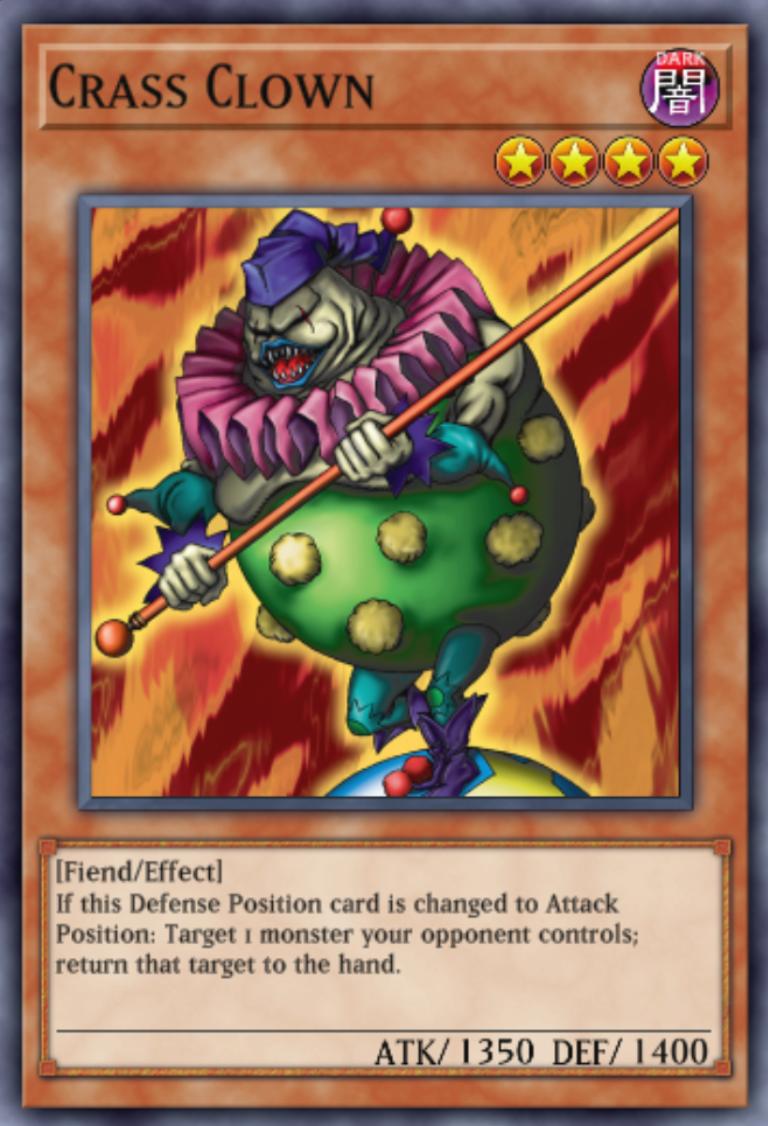 Crass Clown
DARK
闇
[Fiend/Effect]
If this Defense Position card is changed to Attack
Position: Target 1 monster your opponent controls;
return that target to the hand.
ATK/ 1350 DEF/ 1400